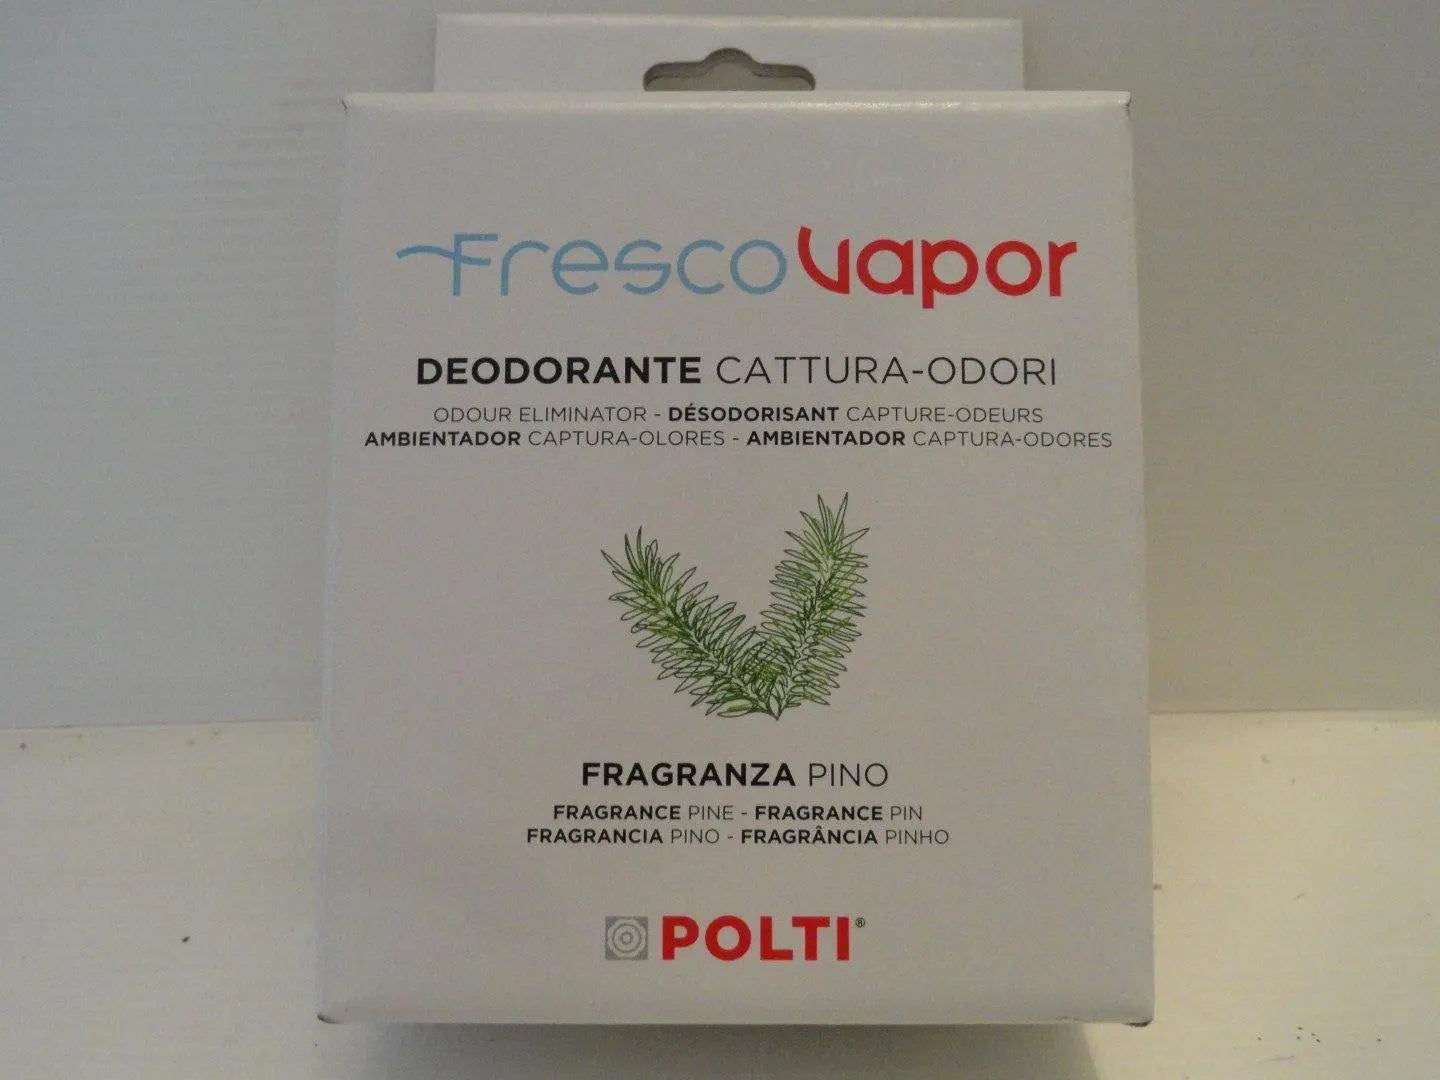 FrescoVapor
DEODORANTE CATTURA-ODORI
ODOUR ELIMINATOR - DÉSODORISANT CAPTURE-ODEURS
AMBIENTADOR CAPTURA-OLORES - AMBIENTADOR CAPTURA-ODORES
FRAGRANZA PINO
FRAGRANCE PINE - FRAGRANCE PIN
FRAGRANCIA PINO - FRAGRÂNCIA PINHO
POLTI®